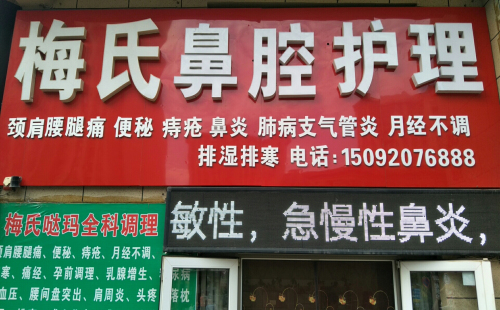 梅氏鼻腔护理
颈肩腰腿痛 便秘 痔疮 鼻炎 肺病支气管炎 月经不调
排湿排寒 电话:15092076888
梅氏哒玛全科调理
敏性，急慢性鼻炎，
颈肩腰腿痛、便秘、痔疮、月经不调、
寒、痛经、孕前调理、乳腺增生、尿病
血压、腰间盘突出、肩周炎、头疼 落枕